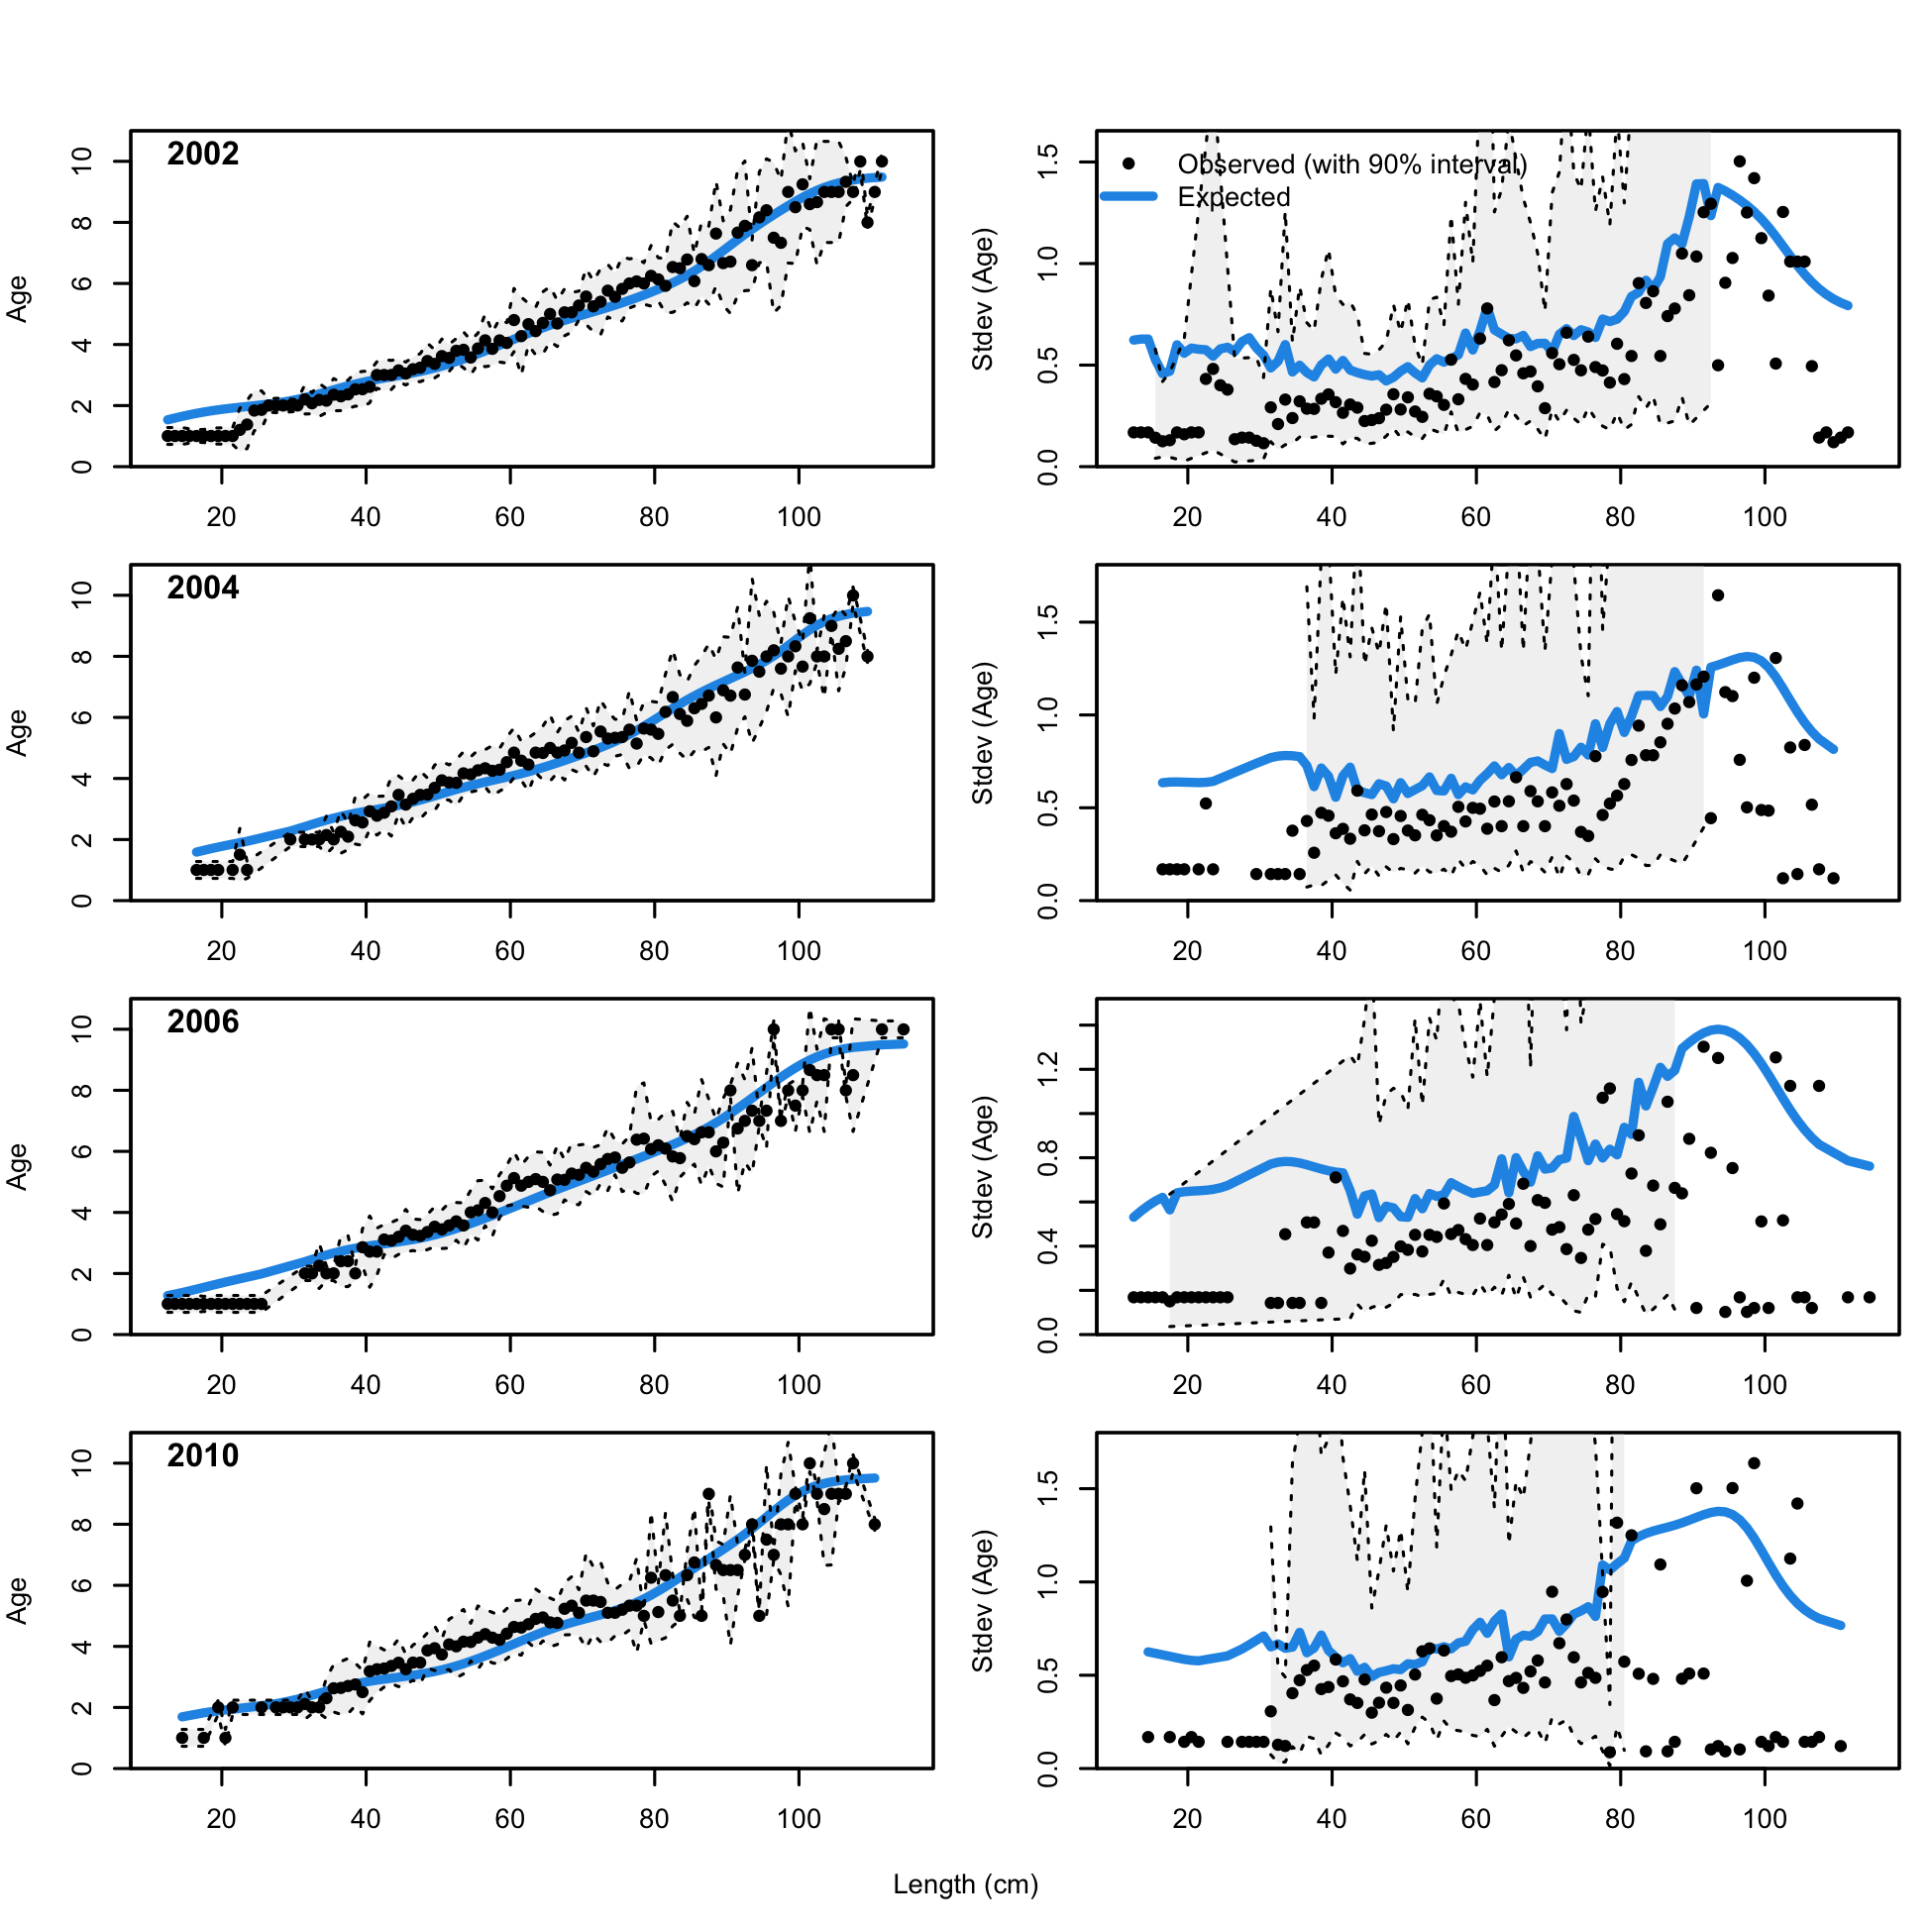 2002
Age
0 2 4 6 8 10
20 40 60 80 100
Observed (with 90% interval)
Expected
Stdev (Age)
0.0 0.5 1.0 1.5
20 40 60 80 100
2004
Age
0 2 4 6 8 10
20 40 60 80 100
Stdev (Age)
0.0 0.5 1.0 1.5
20 40 60 80 100
2006
Age
0 2 4 6 8 10
20 40 60 80 100
Stdev (Age)
0.0 0.4 0.8 1.2
20 40 60 80 100
2010
Age
0 2 4 6 8 10
20 40 60 80 100
Stdev (Age)
0.0 0.5 1.0 1.5
20 40 60 80 100
Length (cm)